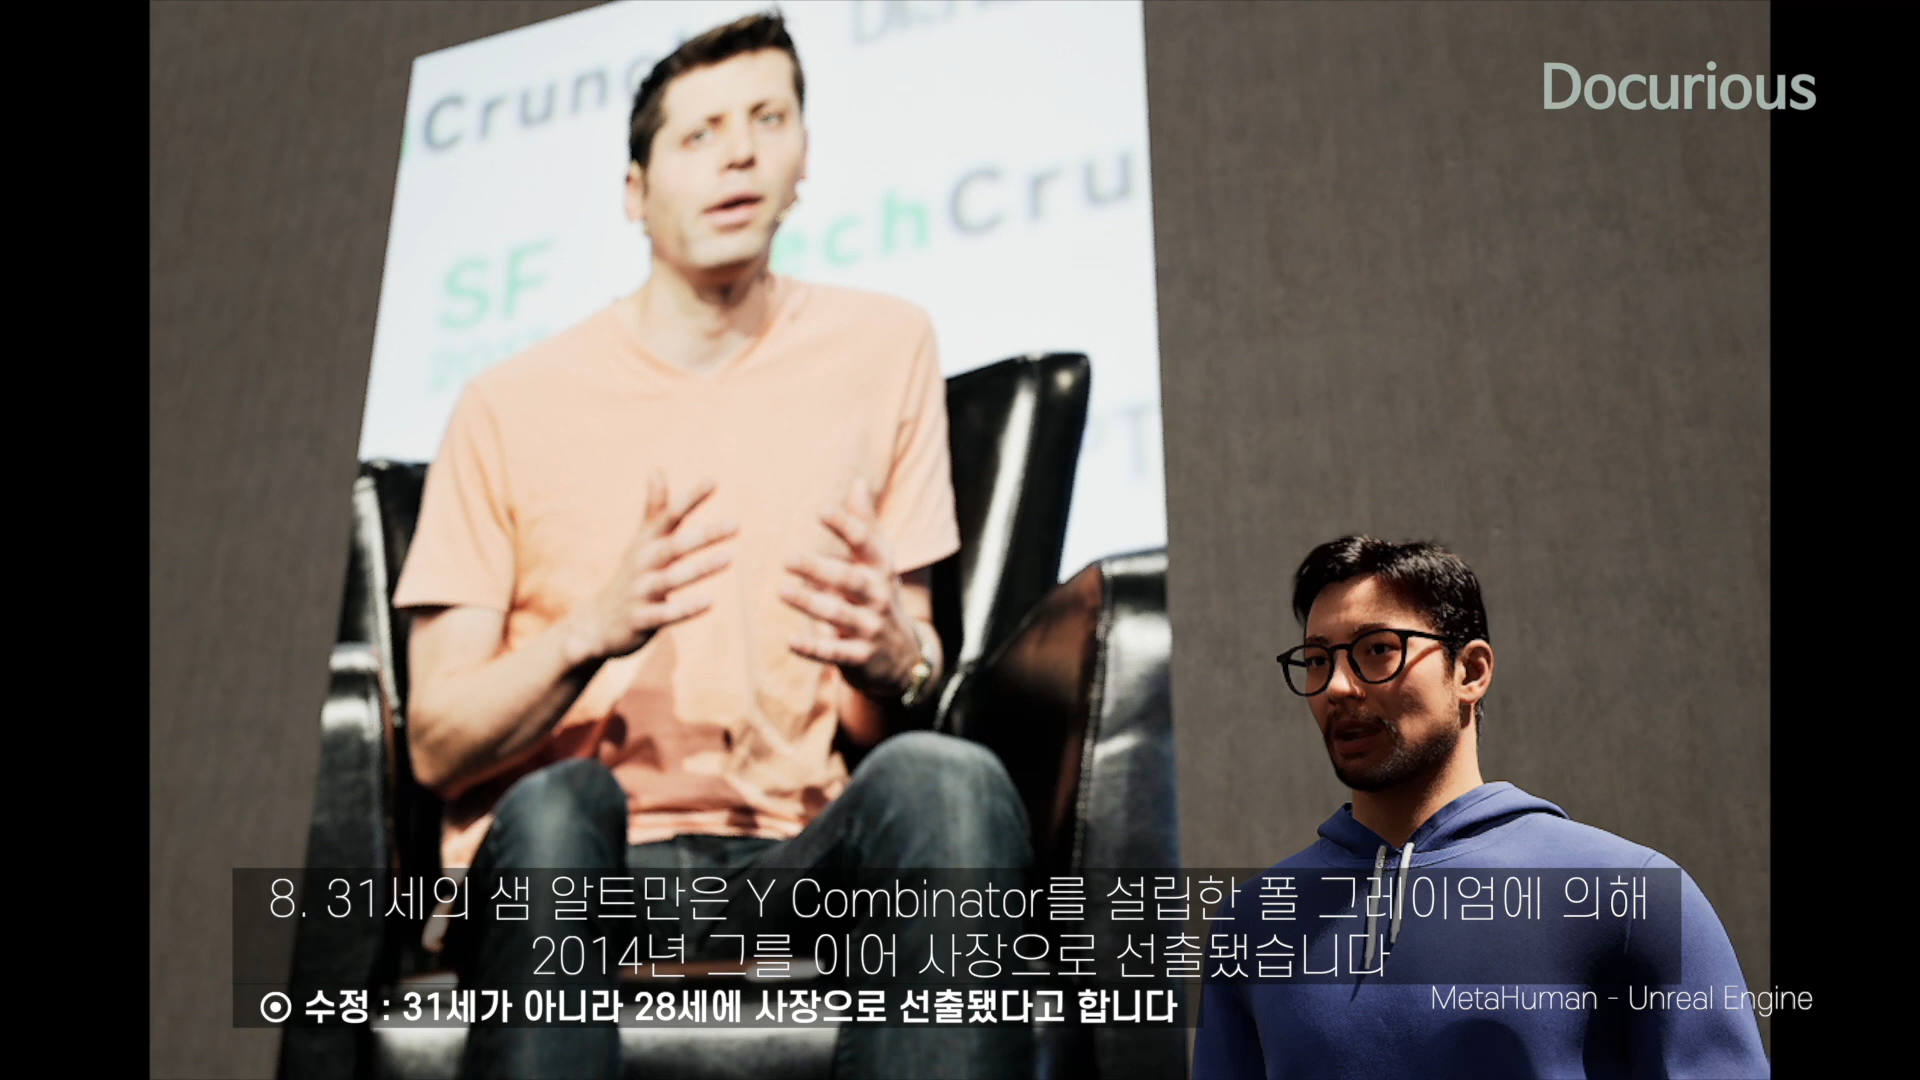 Docurious
Crunc
SF
echCru
8. 31세의 샘 알트만은 Y Combinator를 설립한 폴 그레이엄에 의해
2014년 그를 이어 사장으로 선출됐습니다
⊙ 수정 : 31세가 아니라 28세에 사장으로 선출됐다고 합니다
MetaHuman - Unreal Engine